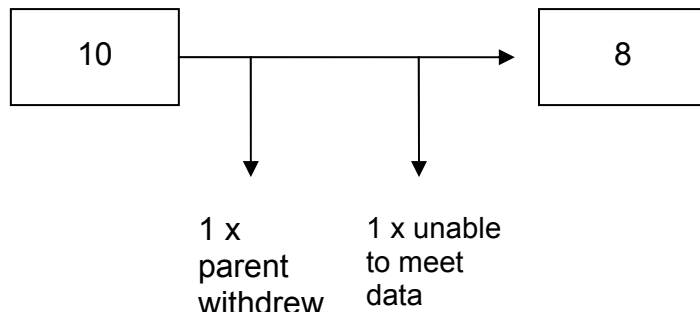 10
8
1 x
parent
withdrew
1 x unable
to meet
data